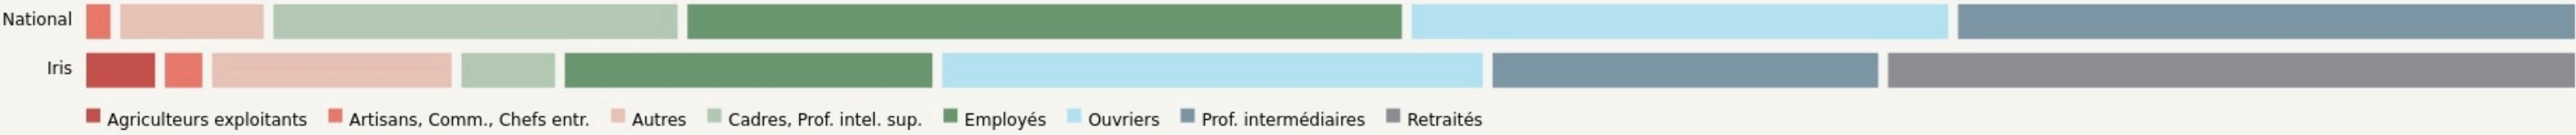 National
Iris
Agriculteurs exploitants Artisans, Comm., Chefs entr. Autres Cadres, Prof. intel. sup. Employés Ouvriers Prof. intermédiaires Retraités